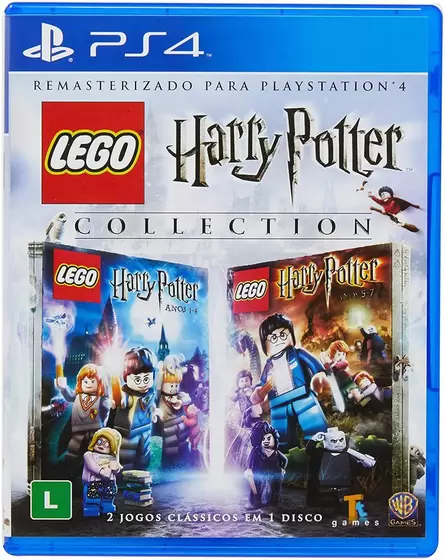 PS4
REMASTERIZADO PARA PLAYSTATION®4
LEGO
Harry Potter™
COLLECTION
LEGO
Harry Potter
ANOS 1-4
LEGO
Harry Potter
ANOS 5-7
L
2 JOGOS CLÁSSICOS EM 1 DISCO
Tt
games
WB
GAMES